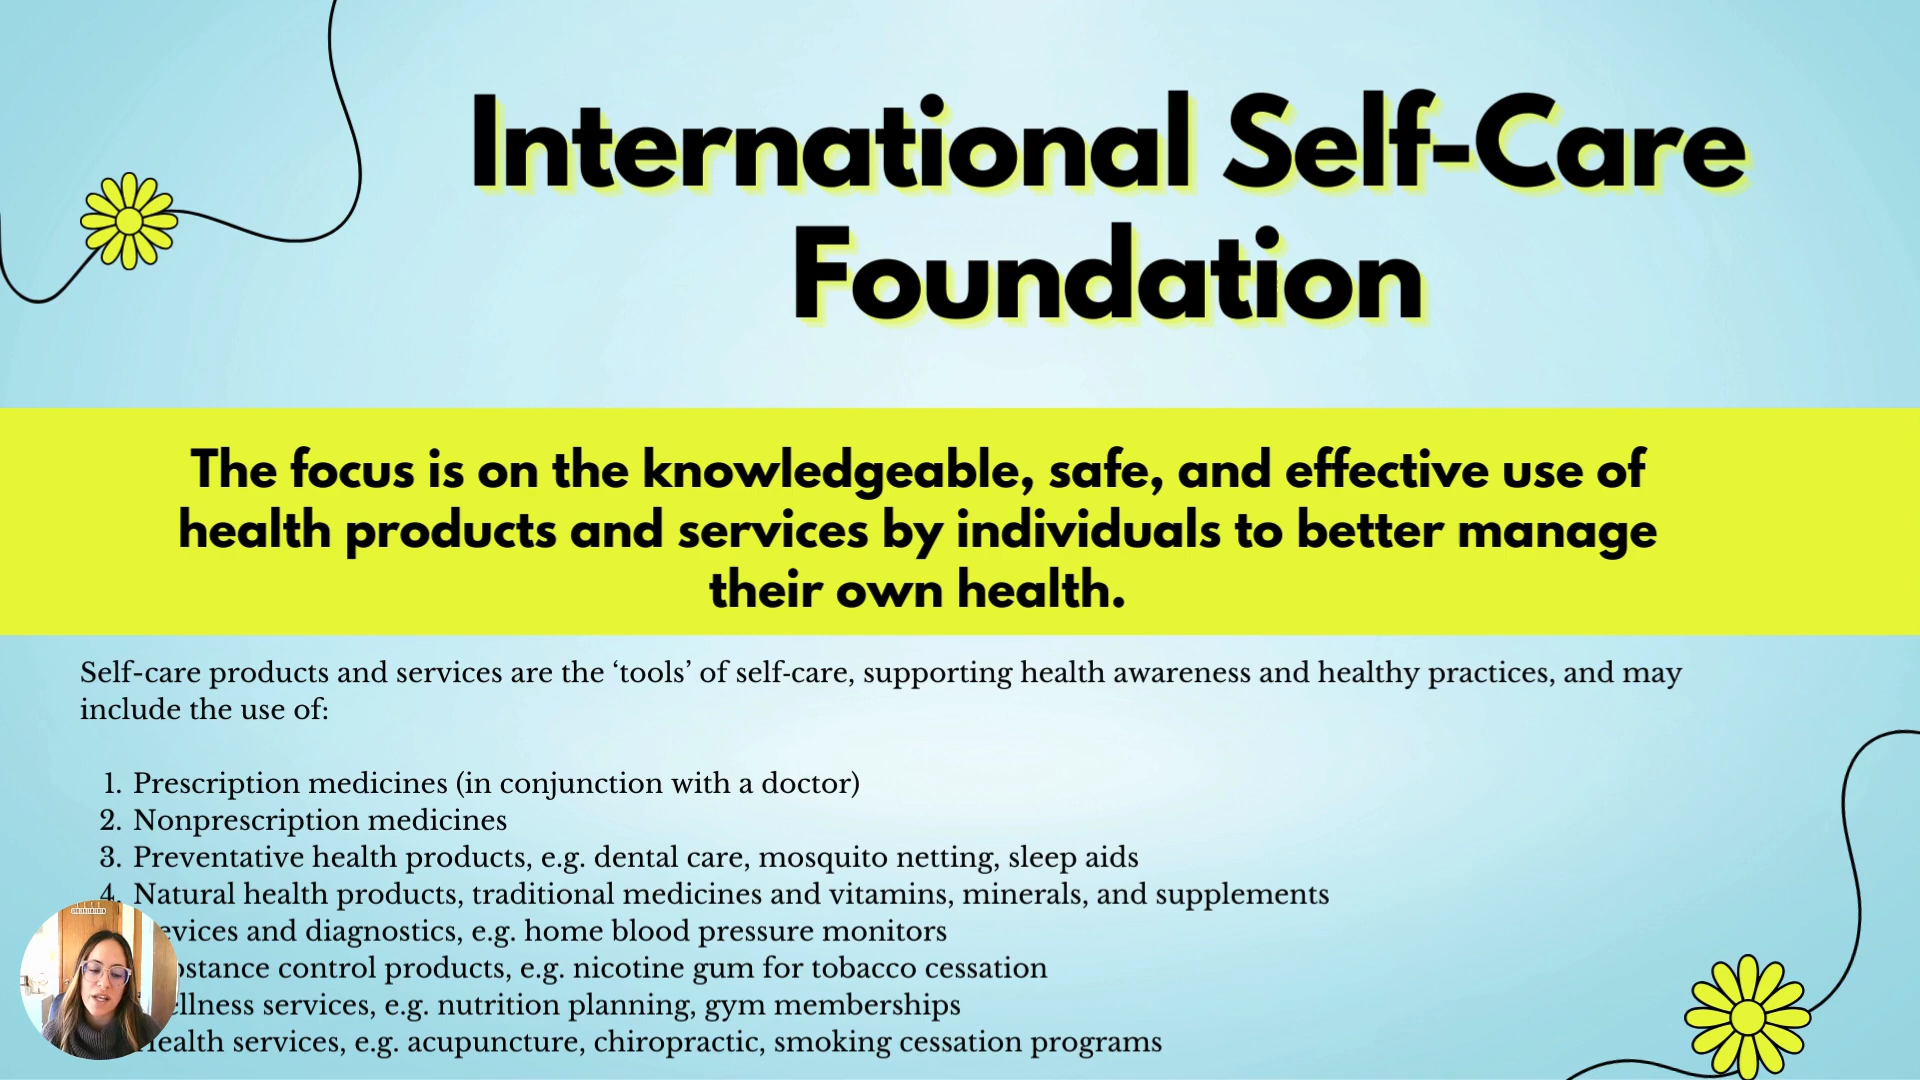 International Self-Care
Foundation
The focus is on the knowledgeable, safe, and effective use of
health products and services by individuals to better manage
their own health.
Self-care products and services are the ‘tools’ of self-care, supporting health awareness and healthy practices, and may
include the use of:
1. Prescription medicines (in conjunction with a doctor)
2. Nonprescription medicines
3. Preventative health products, e.g. dental care, mosquito netting, sleep aids
4. Natural health products, traditional medicines and vitamins, minerals, and supplements
and diagnostics, e.g. home blood pressure monitors
control products, e.g. nicotine gum for tobacco cessation
services, e.g. nutrition planning, gym memberships
Health services, e.g. acupuncture, chiropractic, smoking cessation programs